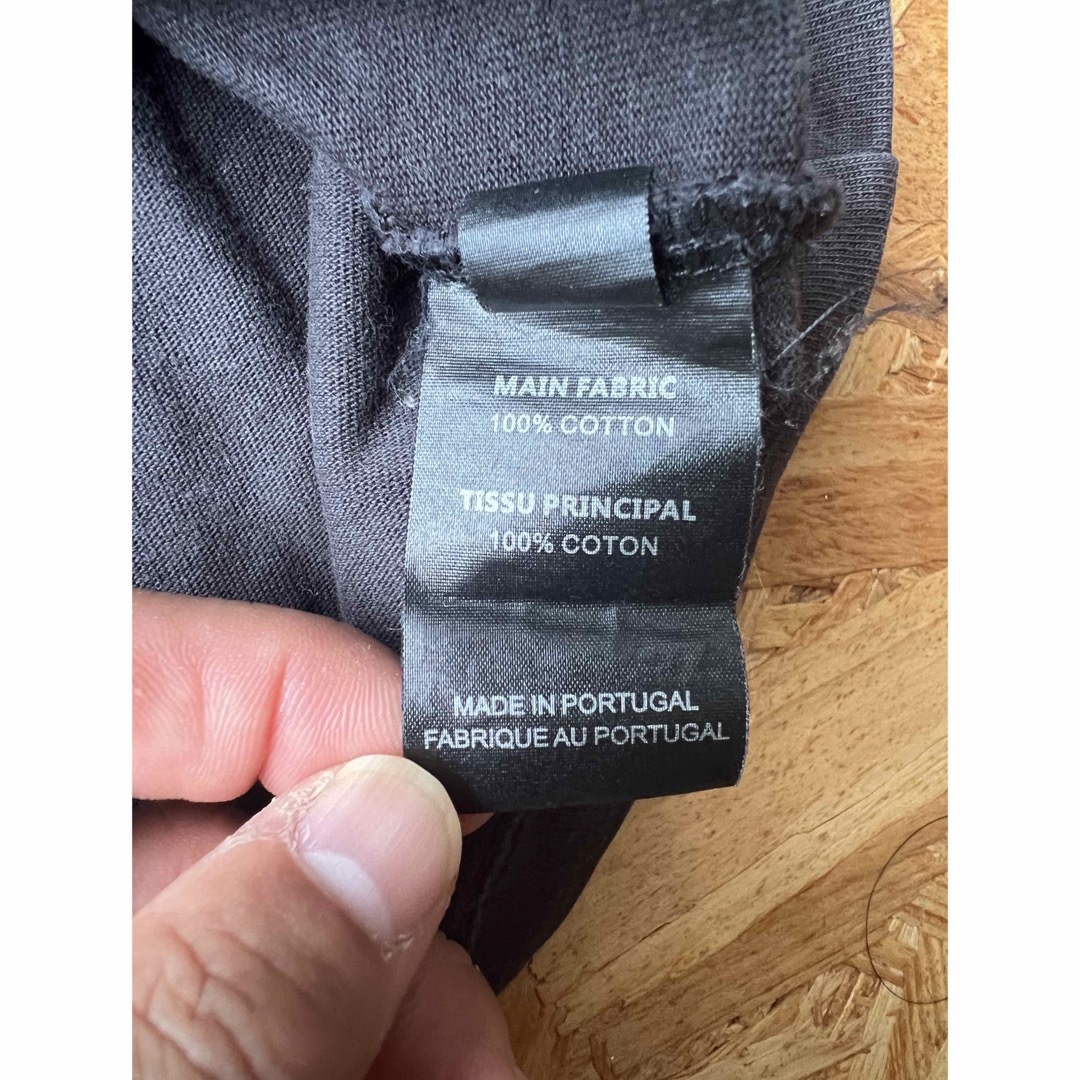 MAIN FABRIC
100% COTTON
TISSU PRINCIPAL
100% COTON
MADE IN PORTUGAL
FABRIQUE AU PORTUGAL